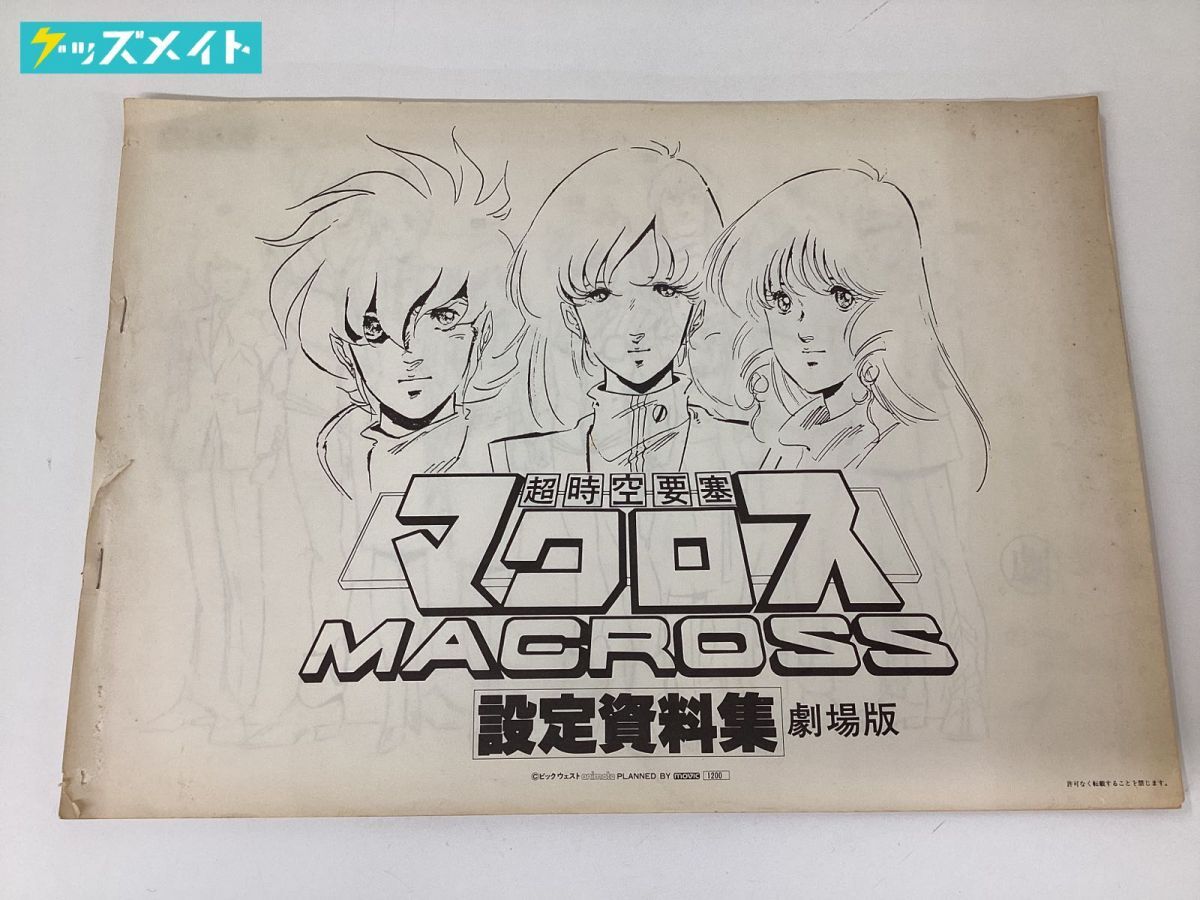 グッズメイト
超時空要塞
マクロス
MACROSS
設定資料集 劇場版
©ビックウェスト animate PLANNED BY movic 1200
許可なく転載することを禁じます。